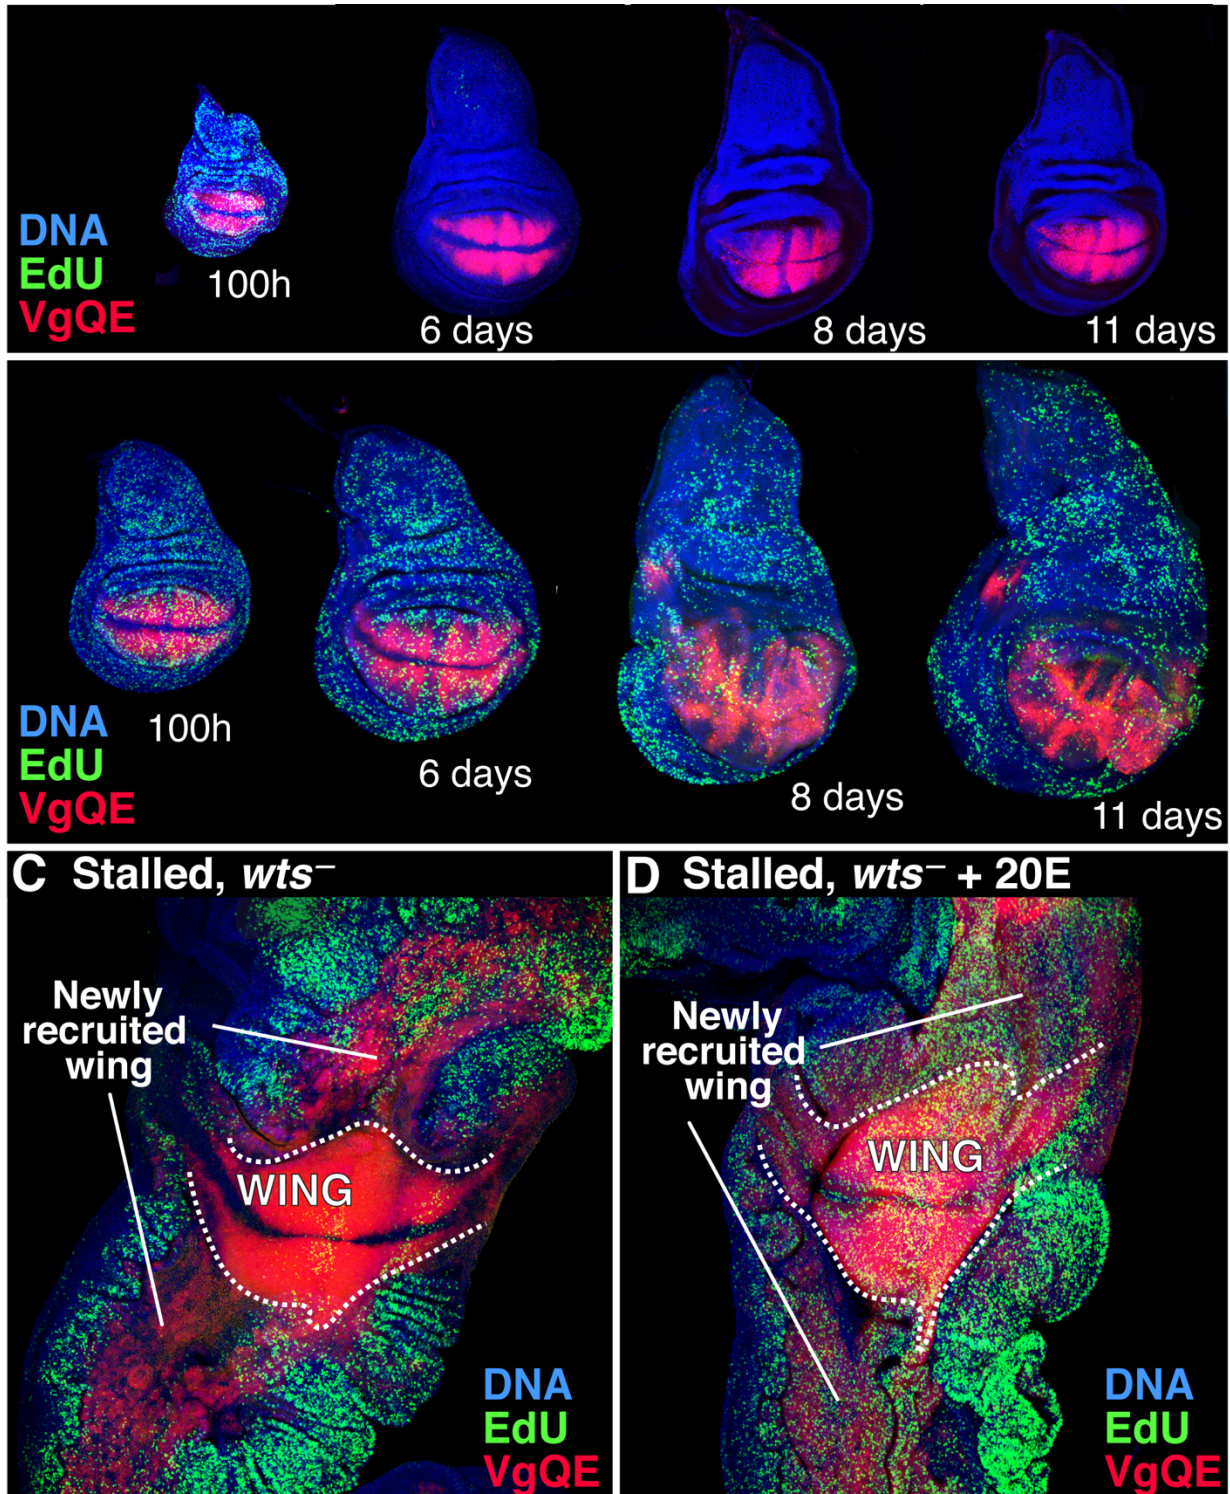 DNA
EdU
VgQE
100h
6 days
8 days
11 days
DNA
EdU
VgQE
100h
6 days
8 days
11 days
C Stalled, wts–
Newly
recruited
wing
WING
DNA
EdU
VgQE
D Stalled, wts– + 20E
Newly
recruited
wing
WING
DNA
EdU
VgQE